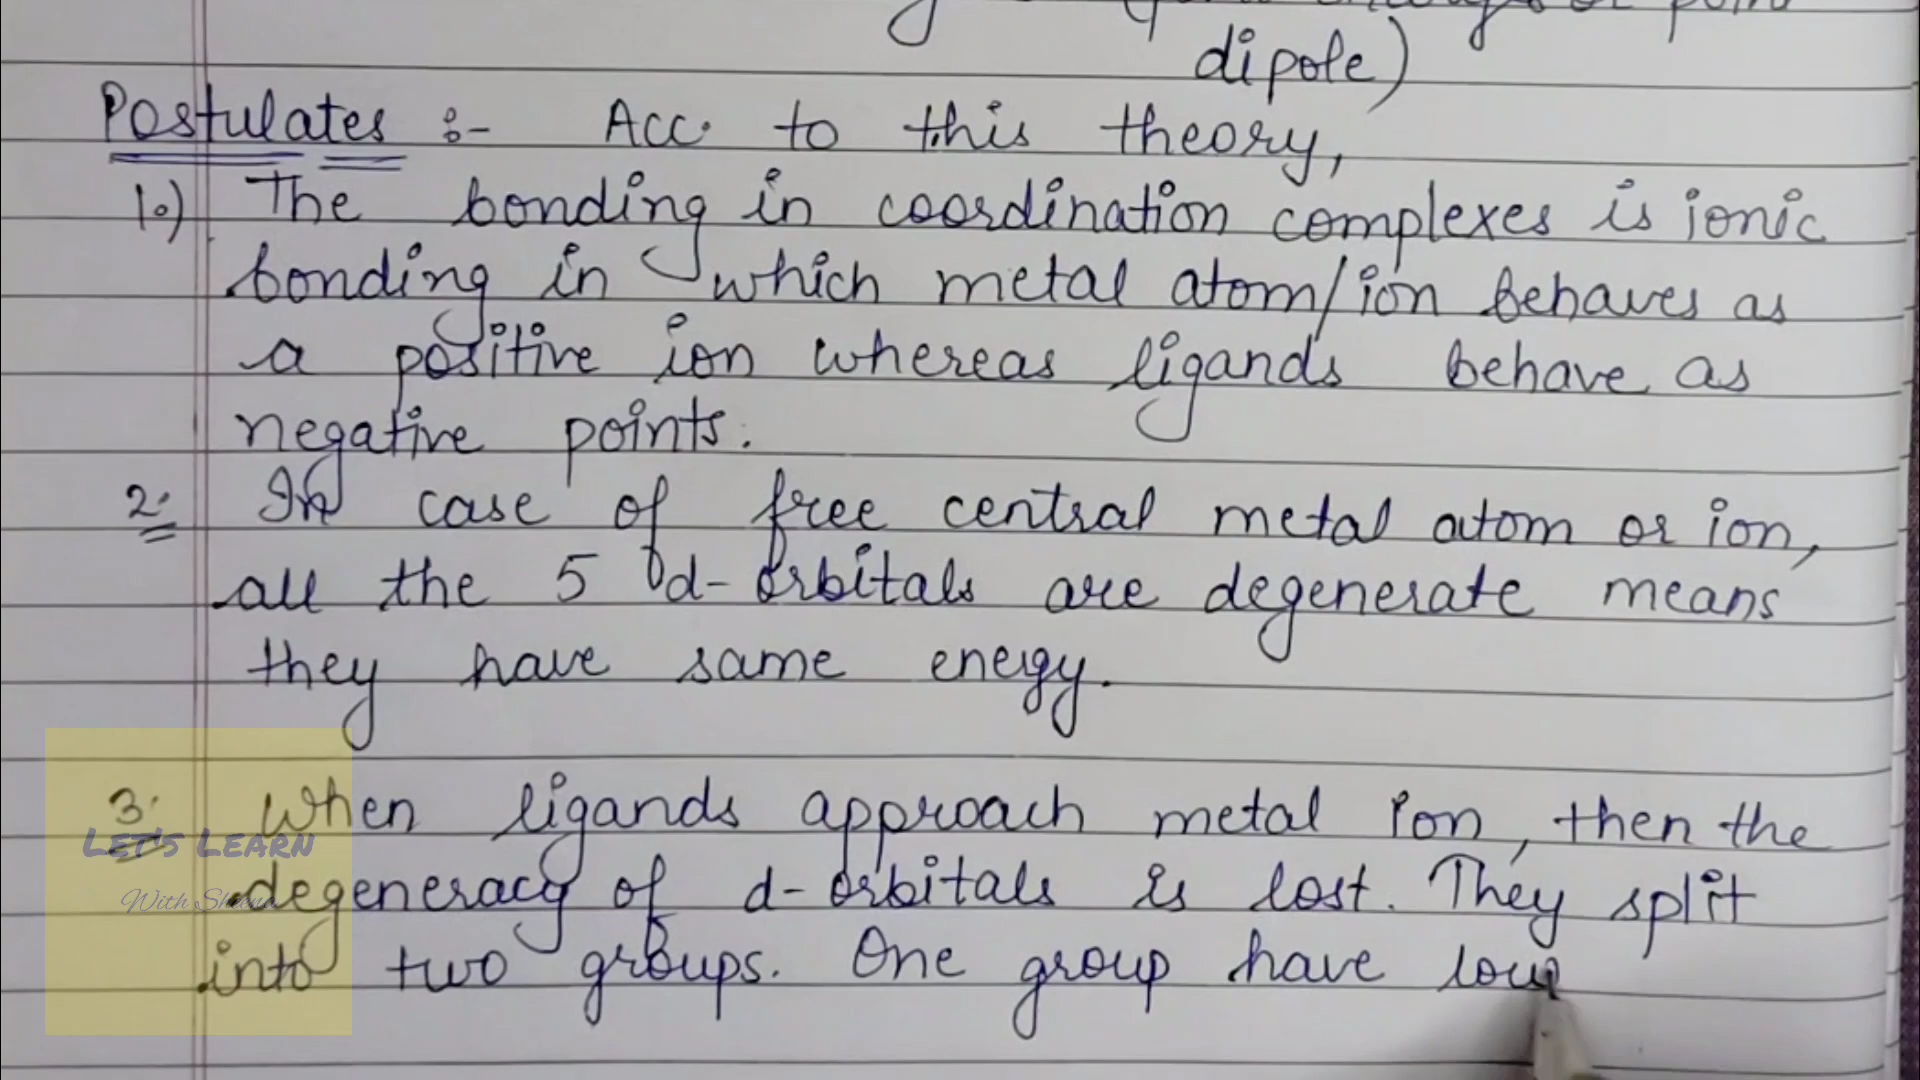 dipole)
Postulates :- Acc. to this theory,
1.) The bonding in coordination complexes is ionic
bonding in which metal atom/ion behaves as
a positive ion whereas ligands behave as
negative points.
2. In case of free central metal atom or ion,
all the 5 d-orbitals are degenerate means
they have same energy.
3. When ligands approach metal ion, then the
LET'S LEARN
With
degeneracy of d-orbitals is lost. They split
into two groups. One group have low